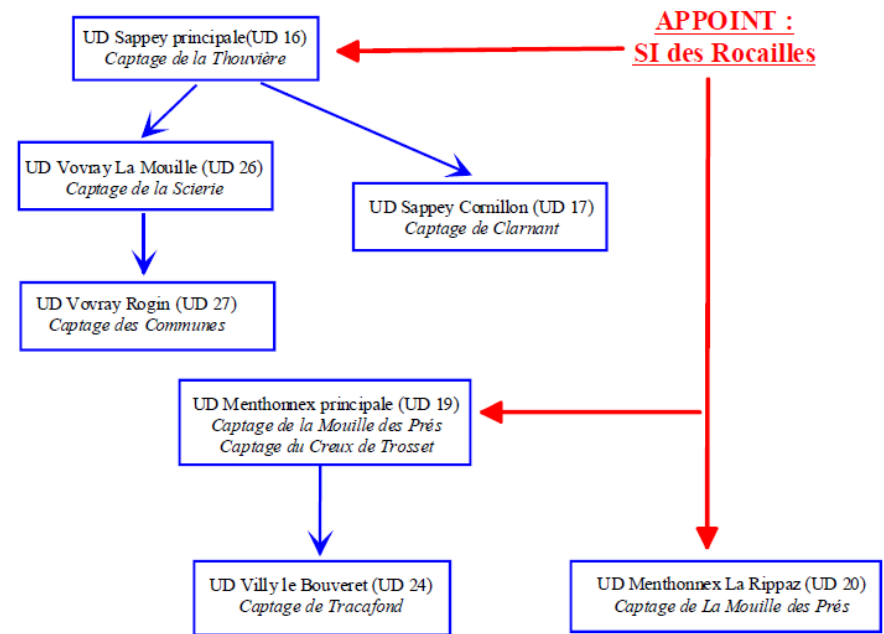 APPOINT :
SI des Rocailles
UD Sappey principale(UD 16)
Captage de la Thouvière
UD Vovray La Mouille (UD 26)
Captage de la Scierie
UD Sappey Cornillon (UD 17)
Captage de Clarnant
UD Vovray Rogin (UD 27)
Captage des Communes
UD Menthonnex principale (UD 19)
Captage de la Mouille des Prés
Captage du Creux de Trosset
UD Villy le Bouveret (UD 24)
Captage de Tracafond
UD Menthonnex La Rippaz (UD 20)
Captage de La Mouille des Prés